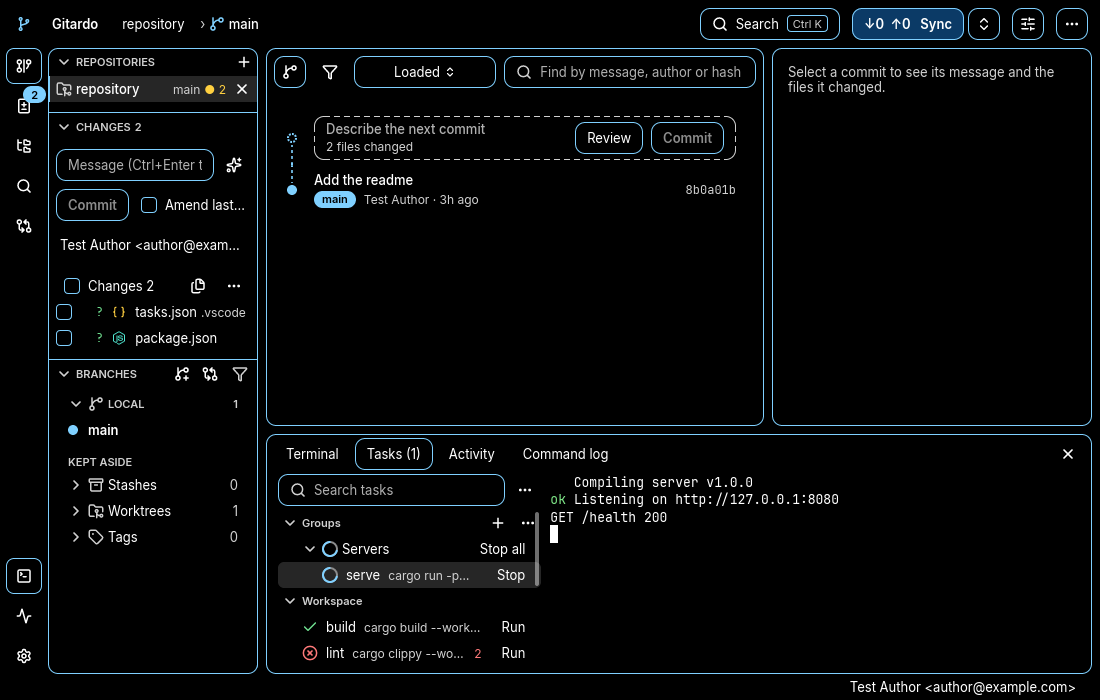 Gitardo repository › main Search Ctrl K ↓0 ↑0 Sync
REPOSITORIES
repository main 2
2
CHANGES 2
Message (Ctrl+Enter t
Commit Amend last...
Test Author <author@exam...
Changes 2
? tasks.json .vscode
? package.json
BRANCHES
LOCAL 1
main
KEPT ASIDE
Stashes 0
Worktrees 1
Tags 0
Loaded Find by message, author or hash
Describe the next commit
2 files changed
Review Commit
Add the readme
main Test Author · 3h ago 8b0a01b
Select a commit to see its message and the
files it changed.
Terminal Tasks (1) Activity Command log
Search tasks
Groups
Servers Stop all
serve cargo run -p... Stop
Workspace
build cargo build --work... Run
lint cargo clippy --wo... 2 Run
Compiling server v1.0.0
ok Listening on http://127.0.0.1:8080
GET /health 200
Test Author <author@example.com>